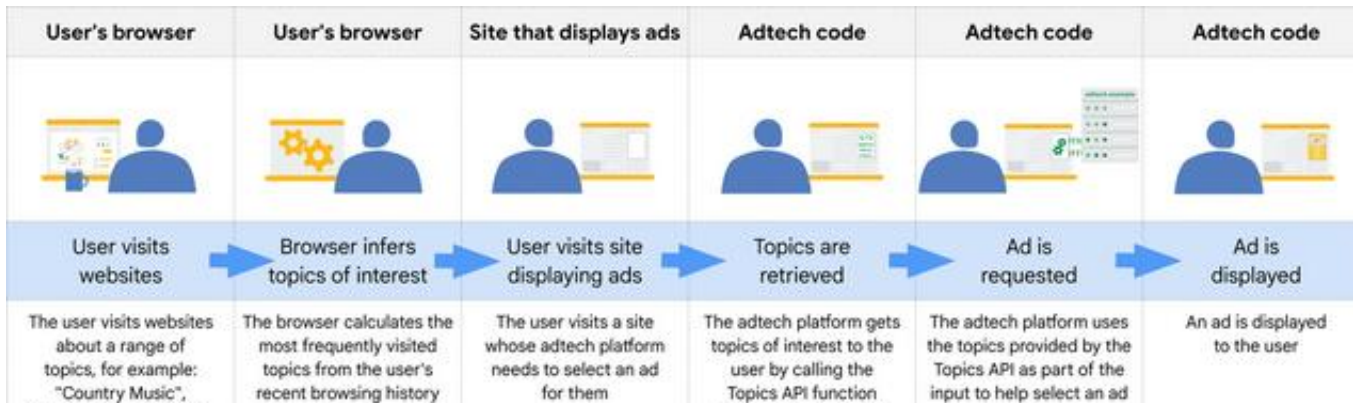 User's browser
User's browser
Site that displays ads
Adtech code
Adtech code
Adtech code
adtech.example
User visits
websites
Browser infers
topics of interest
User visits site
displaying ads
Topics are
retrieved
Ad is
requested
Ad is
displayed
The user visits websites
about a range of
topics, for example:
"Country Music",
The browser calculates the
most frequently visited
topics from the user's
recent browsing history
The user visits a site
whose adtech platform
needs to select an ad
for them
The adtech platform gets
topics of interest to the
user by calling the
Topics API function
The adtech platform uses
the topics provided by the
Topics API as part of the
input to help select an ad
An ad is displayed
to the user